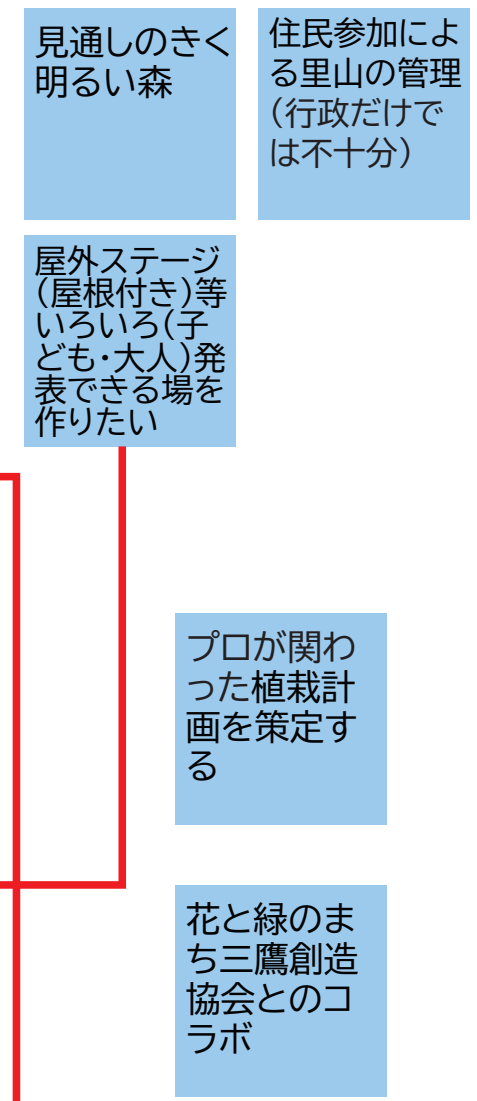 見通しのきく
明るい森
住民参加によ
る里山の管理
(行政だけで
は不十分)
屋外ステージ
(屋根付き)等
いろいろ(子
ども・大人)発
表できる場を
作りたい
プロが関わ
った植栽計
画を策定す
る
花と緑のま
ち三鷹創造
協会とのコ
ラボ